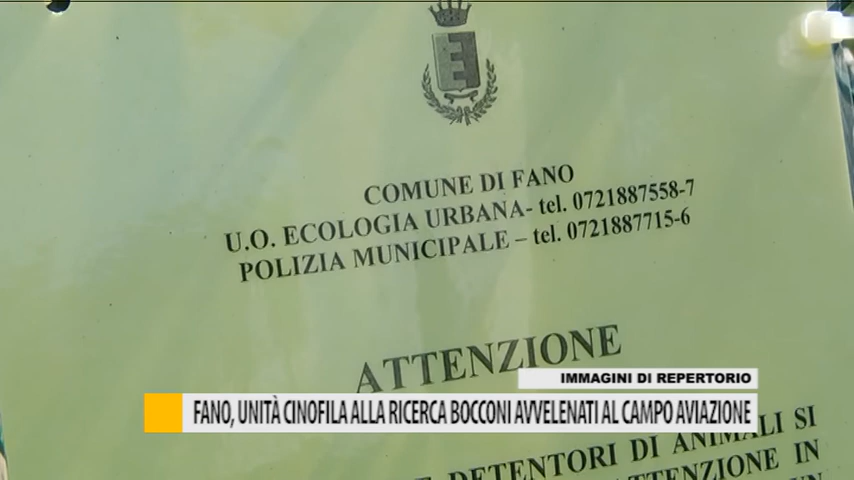 COMUNE DI FANO
U.O. ECOLOGIA URBANA- tel. 0721887558-7
POLIZIA MUNICIPALE – tel. 0721887715-6
ATTENZIONE
IMMAGINI DI REPERTORIO
FANO, UNITÀ CINOFILA ALLA RICERCA BOCCONI AVVELENATI AL CAMPO AVIAZIONE
DETENTORI DI ANIMALI SI
ATTENZIONE IN